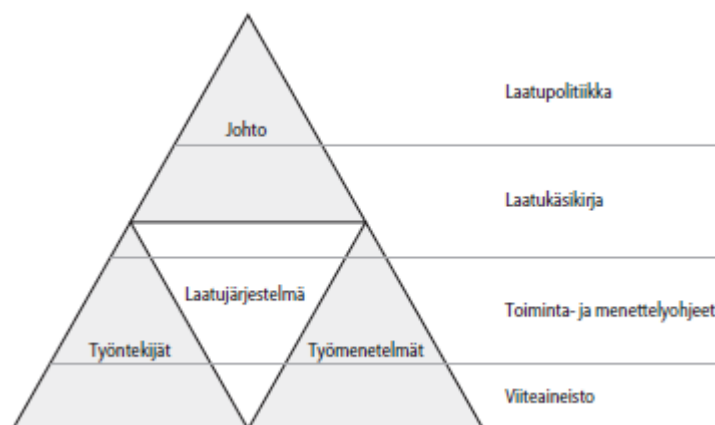 Laatupolitiikka
Johto
Laatukäsikirja
Laatujärjestelmä
Toiminta- ja menettelyohjeet
Työntekijät
Työmenetelmät
Viiteaineisto